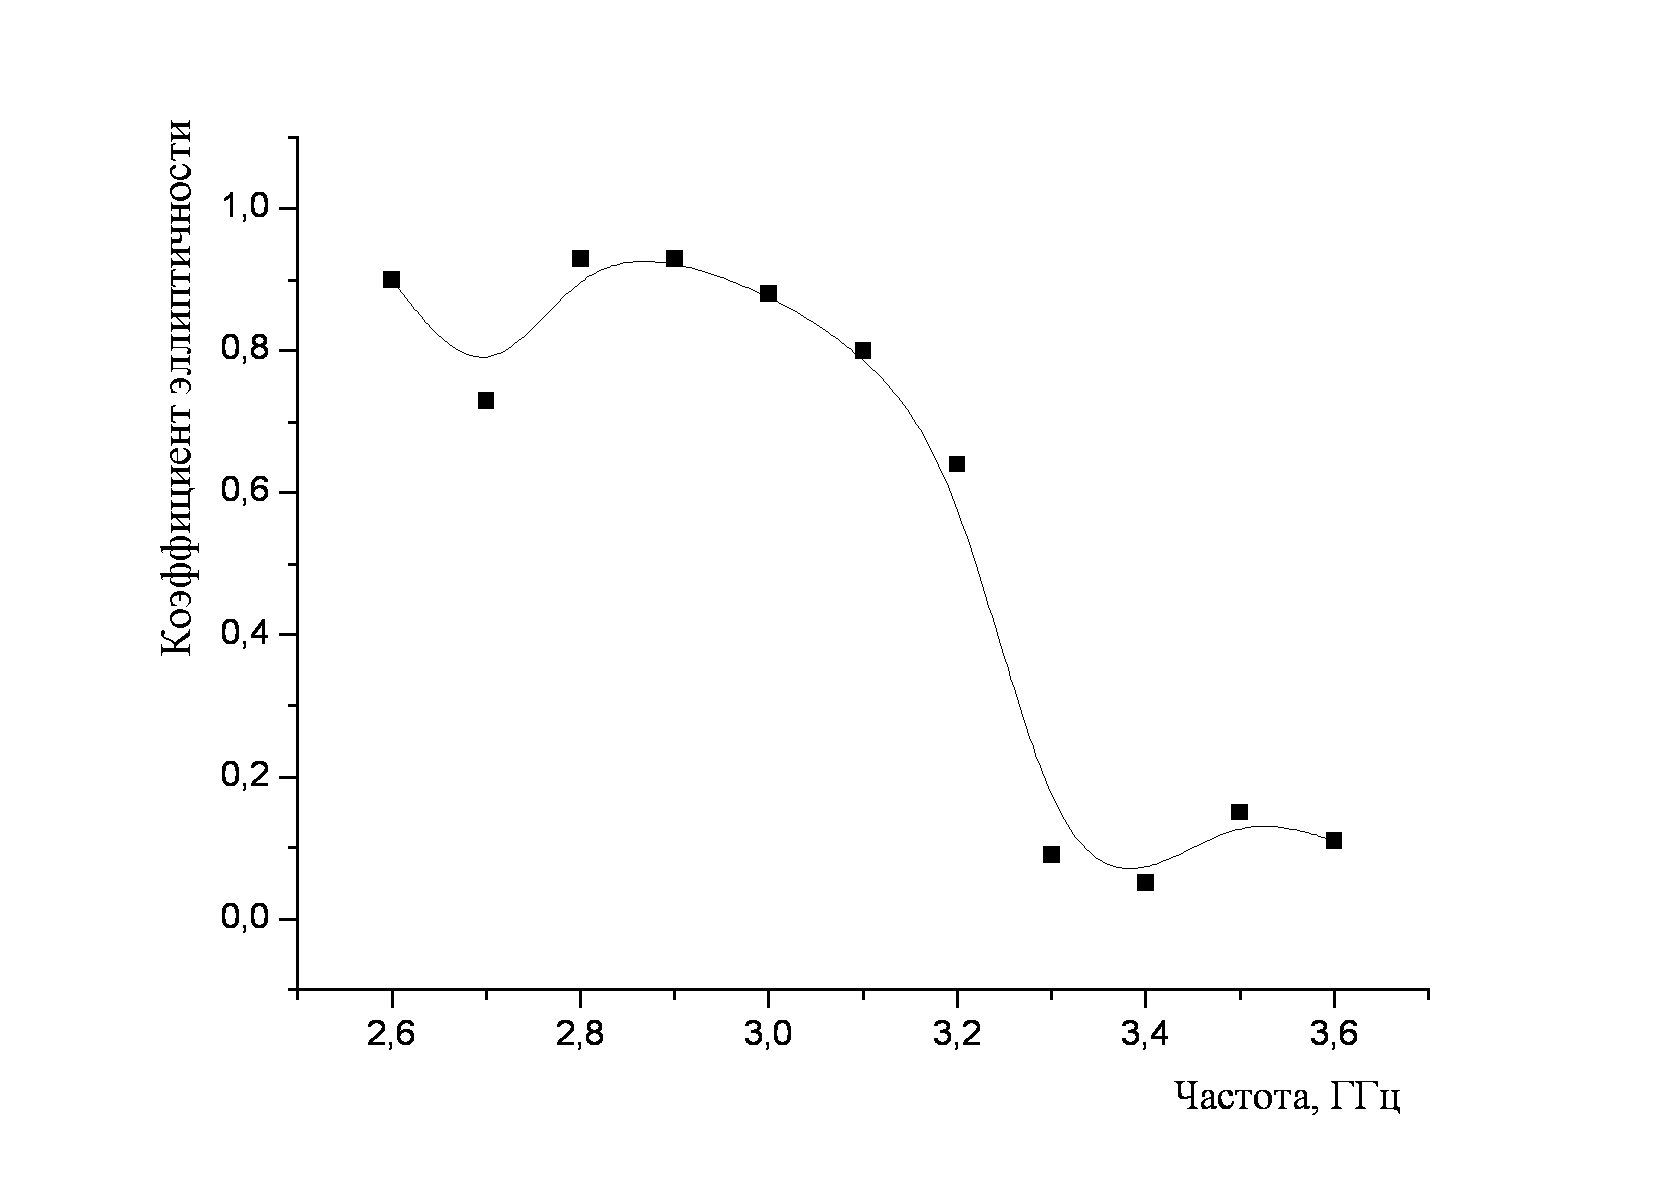 Коэффициент эллиптичности
1,0
0,8
0,6
0,4
0,2
0,0
2,6 2,8 3,0 3,2 3,4 3,6
Частота, ГГц